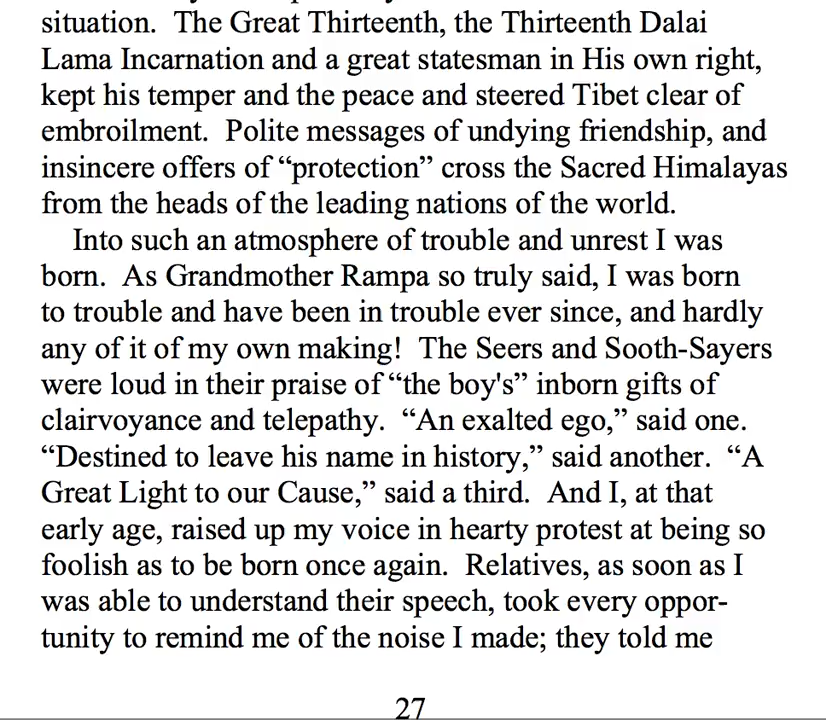 situation.  The Great Thirteenth, the Thirteenth Dalai
Lama Incarnation and a great statesman in His own right,
kept his temper and the peace and steered Tibet clear of
embroilment.  Polite messages of undying friendship, and
insincere offers of “protection” cross the Sacred Himalayas
from the heads of the leading nations of the world.
Into such an atmosphere of trouble and unrest I was
born.  As Grandmother Rampa so truly said, I was born
to trouble and have been in trouble ever since, and hardly
any of it of my own making!  The Seers and Sooth-Sayers
were loud in their praise of “the boy's” inborn gifts of
clairvoyance and telepathy.  “An exalted ego,” said one.
“Destined to leave his name in history,” said another.  “A
Great Light to our Cause,” said a third.  And I, at that
early age, raised up my voice in hearty protest at being so
foolish as to be born once again.  Relatives, as soon as I
was able to understand their speech, took every oppor-
tunity to remind me of the noise I made; they told me
27